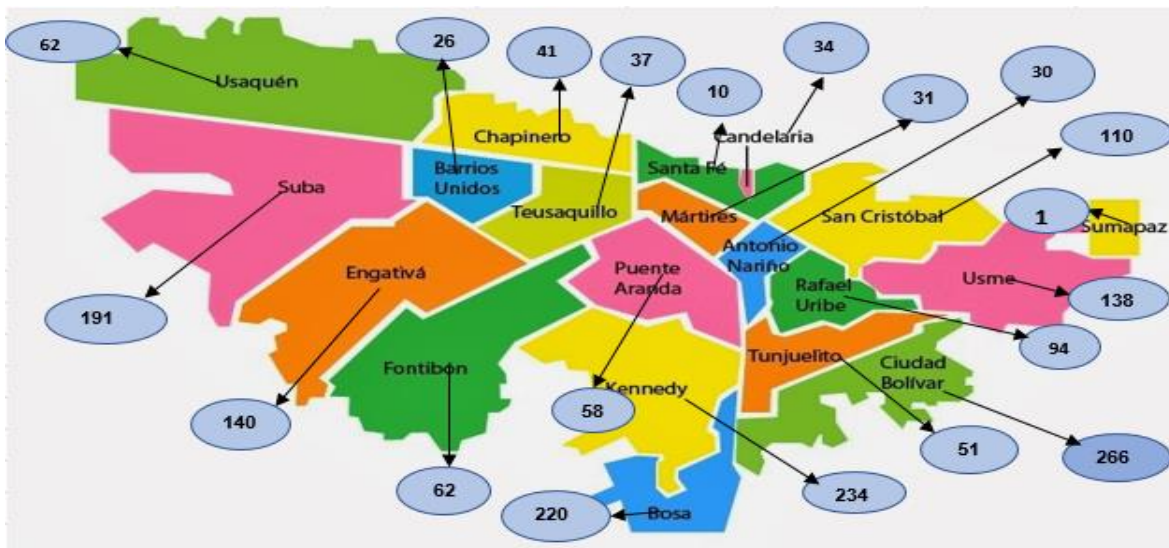 62
26
41
37
34
10
31
30
110
Usaquén
Chapinero
Candelaria
Santa Fé
Barrios
Unidos
Suba
Teusaquillo
Mártires
San Cristóbal
1
Sumapaz
Antonio
Nariño
Engativá
Puente
Aranda
Rafael
Uribe
Usme
138
191
94
Fontibón
Tunjuelito
Ciudad
Bolívar
Kennedy
58
140
51
266
62
234
220
Bosa